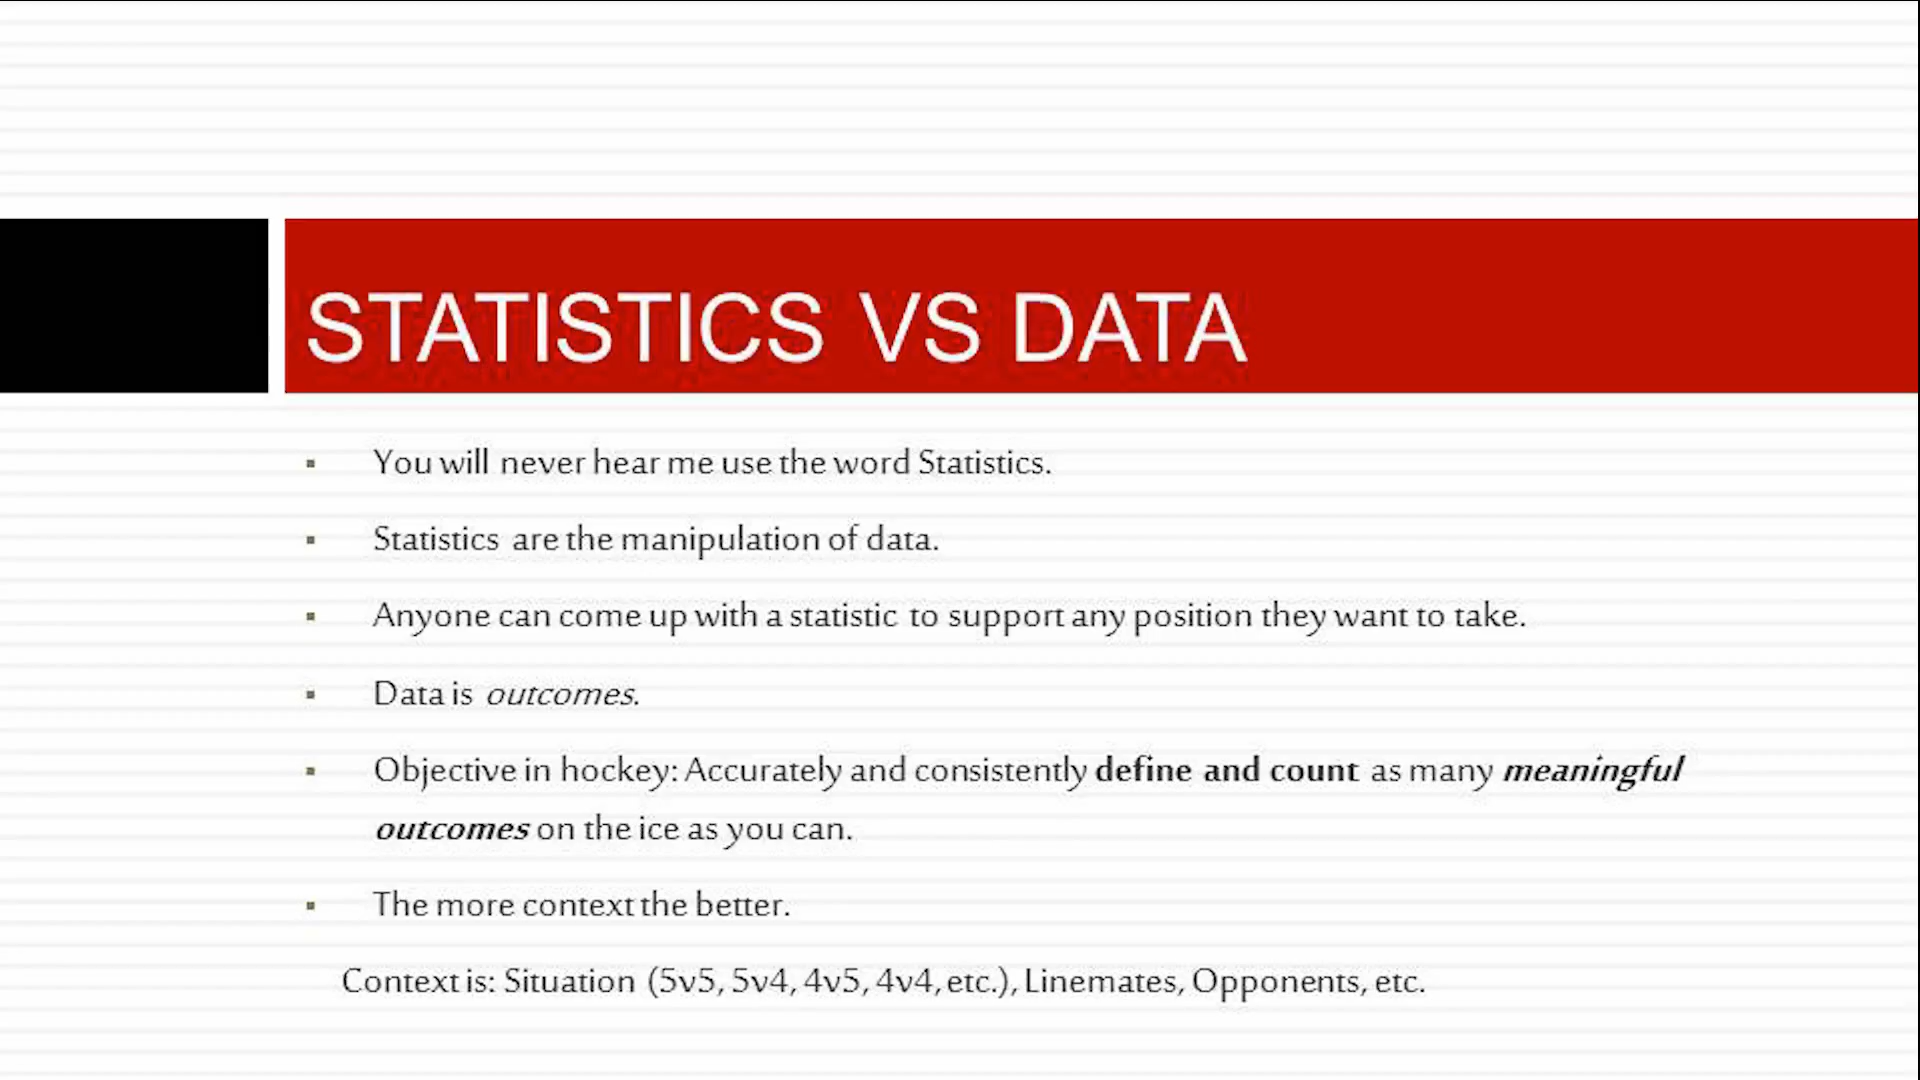 STATISTICS VS DATA
▪ You will never hear me use the word Statistics.
▪ Statistics are the manipulation of data.
▪ Anyone can come up with a statistic to support any position they want to take.
▪ Data is outcomes.
▪ Objective in hockey: Accurately and consistently define and count as many meaningful
outcomes on the ice as you can.
▪ The more context the better.
Context is: Situation (5v5, 5v4, 4v5, 4v4, etc.), Linemates, Opponents, etc.